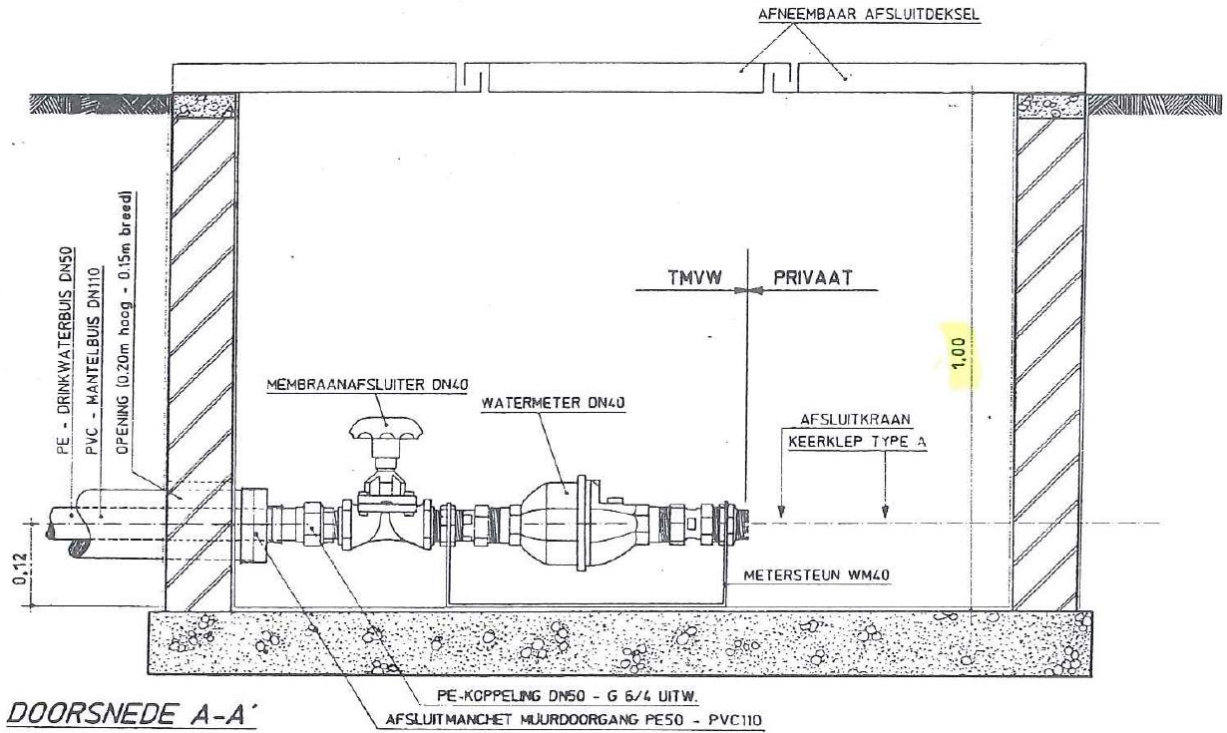 AFNEEMBAAR AFSLUITDEKSEL
PE - DRINKWATERBUIS DN50
PVC - MANTELBUIS DN110
OPENING (0.20m hoog - 0.15m breed)
TMVW
PRIVAAT
1,00
MEMBRAANAFSLUITER DN40
WATERMETER DN40
AFSLUITKRAAN
KEERKLEP TYPE A
0,12
METERSTEUN WM40
PE-KOPPELING DN50 - G 6/4 UITW.
AFSLUITMANCHET MUURDOORGANG PE50 - PVC110
DOORSNEDE A-A'